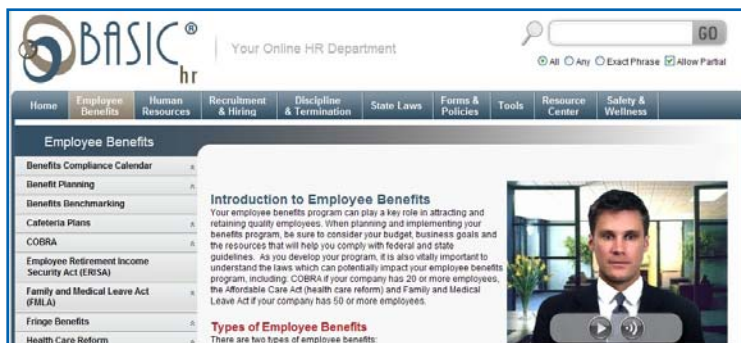 BASIC®
hr
Your Online HR Department
GO
All Any Exact Phrase Allow Partial
Home
Employee
Benefits
Human
Resources
Recruitment
& Hiring
Discipline
& Termination
State Laws
Forms &
Policies
Tools
Resource
Center
Safety &
Wellness
Employee Benefits
Benefits Compliance Calendar
Benefit Planning
Benefits Benchmarking
Cafeteria Plans
COBRA
Employee Retirement Income
Security Act (ERISA)
Family and Medical Leave Act
(FMLA)
Fringe Benefits
Health Care Reform
Introduction to Employee Benefits
Your employee benefits program can play a key role in attracting and
retaining quality employees. When planning and implementing your
benefits program, be sure to consider your budget, business goals and
the resources that will help you comply with federal and state
guidelines. As you develop your program, it is also vitally important to
understand the laws which can potentially impact your employee benefits
program, including: COBRA if your company has 20 or more employees,
the Affordable Care Act (health care reform) and Family and Medical
Leave Act if your company has 50 or more employees.
Types of Employee Benefits
There are two types of employee benefits: